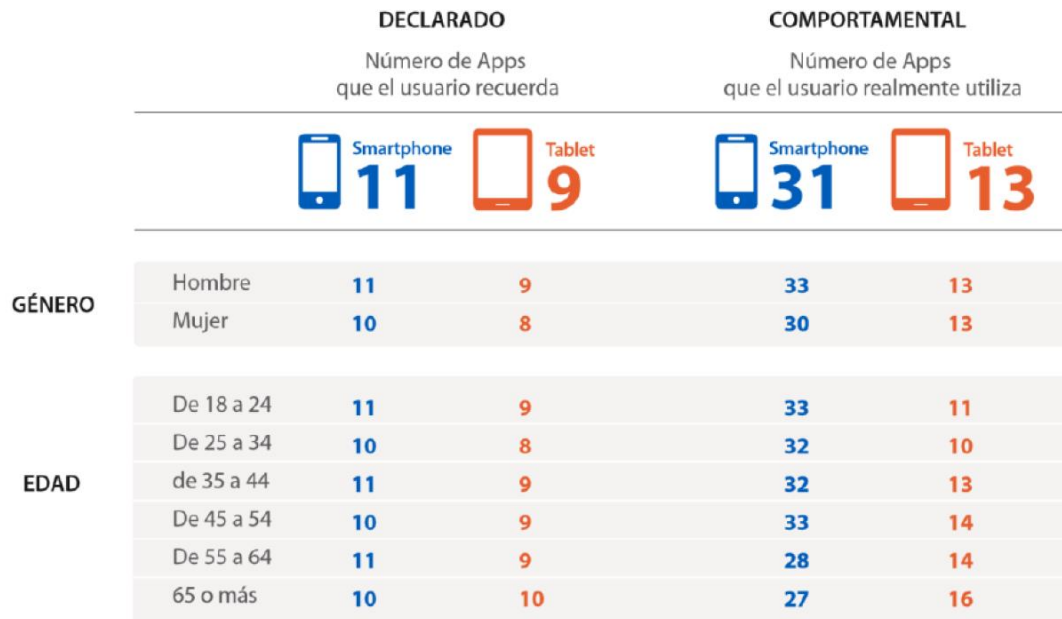 DECLARADO COMPORTAMENTAL
Número de Apps Número de Apps
que el usuario recuerda que el usuario realmente utiliza
Smartphone Tablet Smartphone Tablet
11 9 31 13
GÉNERO
Hombre 11 9 33 13
Mujer 10 8 30 13
EDAD
De 18 a 24 11 9 33 11
De 25 a 34 10 8 32 10
de 35 a 44 11 9 32 13
De 45 a 54 10 9 33 14
De 55 a 64 11 9 28 14
65 o más 10 10 27 16